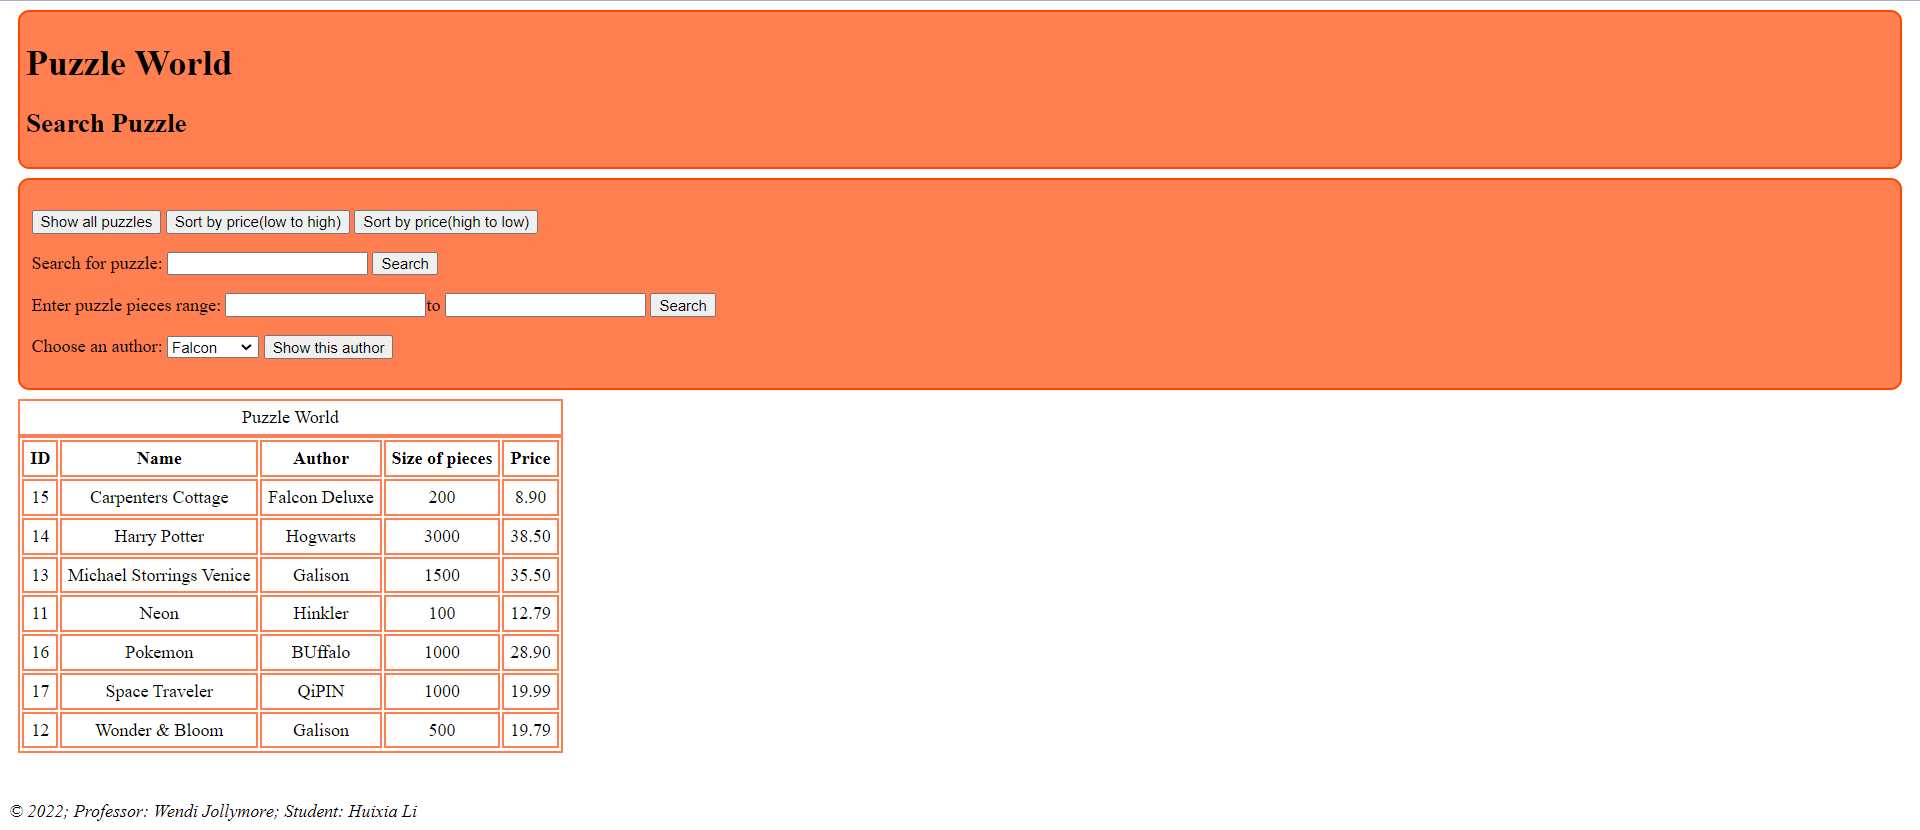 Puzzle World
Search Puzzle
Show all puzzles Sort by price(low to high) Sort by price(high to low)
Search for puzzle: Search
Enter puzzle pieces range: to Search
Choose an author: Falcon Show this author
Puzzle World
ID Name Author Size of pieces Price
15 Carpenters Cottage Falcon Deluxe 200 8.90
14 Harry Potter Hogwarts 3000 38.50
13 Michael Storrings Venice Galison 1500 35.50
11 Neon Hinkler 100 12.79
16 Pokemon BUffalo 1000 28.90
17 Space Traveler QiPIN 1000 19.99
12 Wonder & Bloom Galison 500 19.79
© 2022; Professor: Wendi Jollymore; Student: Huixia Li